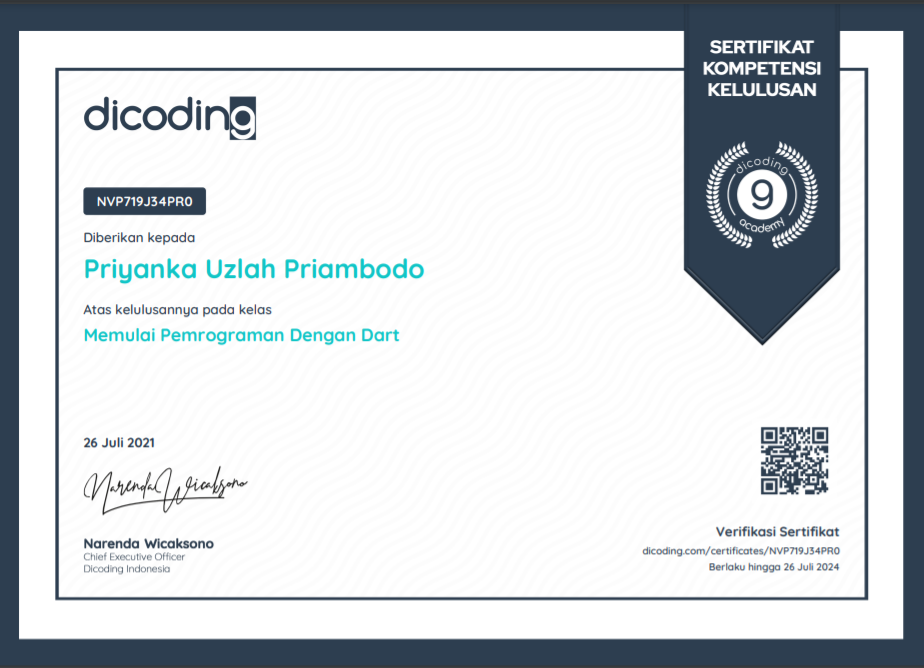 SERTIFIKAT
KOMPETENSI
KELULUSAN
dicoding
9
academy
dicoding
NVP719J34PR0
Diberikan kepada
Priyanka Uzlah Priambodo
Atas kelulusannya pada kelas
Memulai Pemrograman Dengan Dart
26 Juli 2021
Narenda Wicaksono
Narenda Wicaksono
Chief Executive Officer
Dicoding Indonesia
Verifikasi Sertifikat
dicoding.com/certificates/NVP719J34PR0
Berlaku hingga 26 Juli 2024